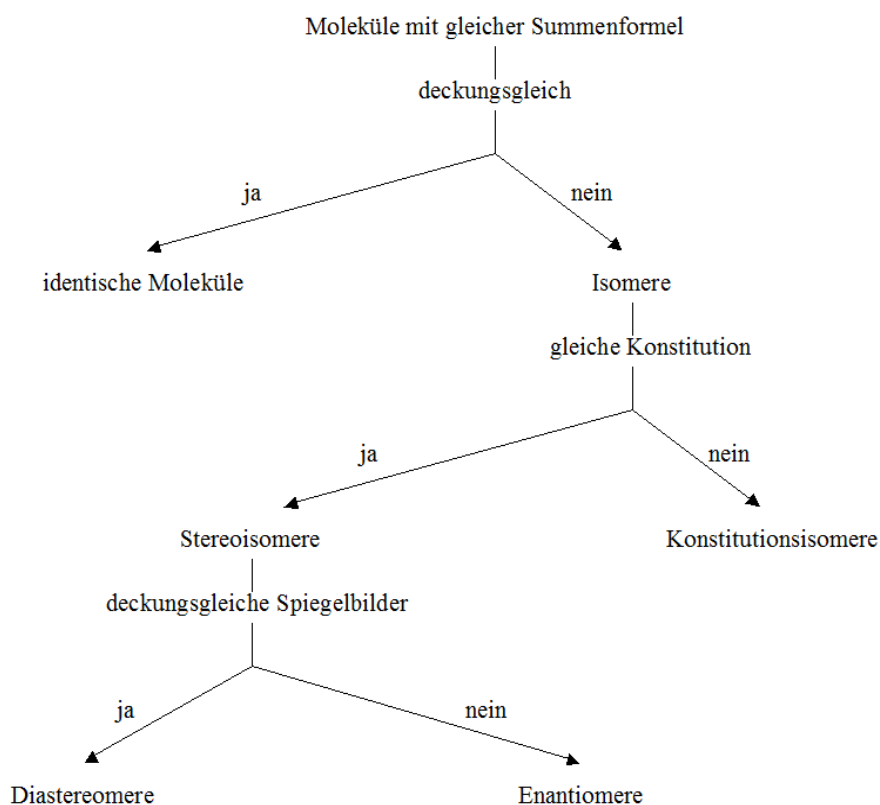 Moleküle mit gleicher Summenformel
deckungsgleich
ja
nein
identische Moleküle
Isomere
gleiche Konstitution
ja
nein
Stereoisomere
Konstitutionsisomere
deckungsgleiche Spiegelbilder
ja
nein
Diastereomere
Enantiomere